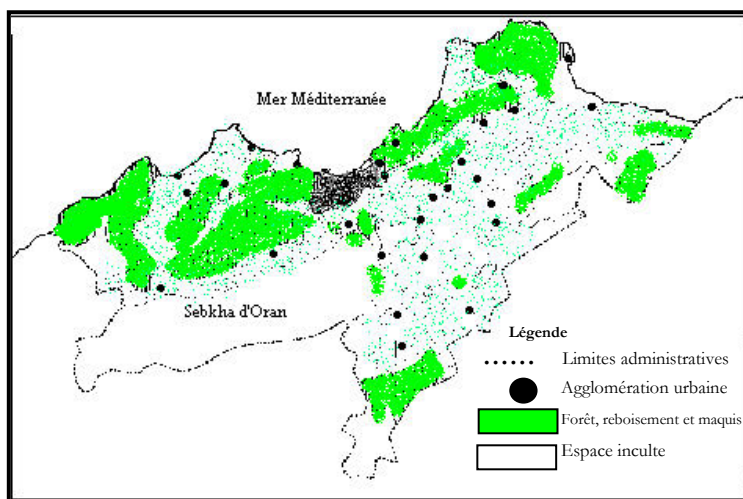 Mer Méditerranée
Sebkha d'Oran
Légende
Limites administratives
Agglomération urbaine
Forêt, reboisement et maquis
Espace inculte